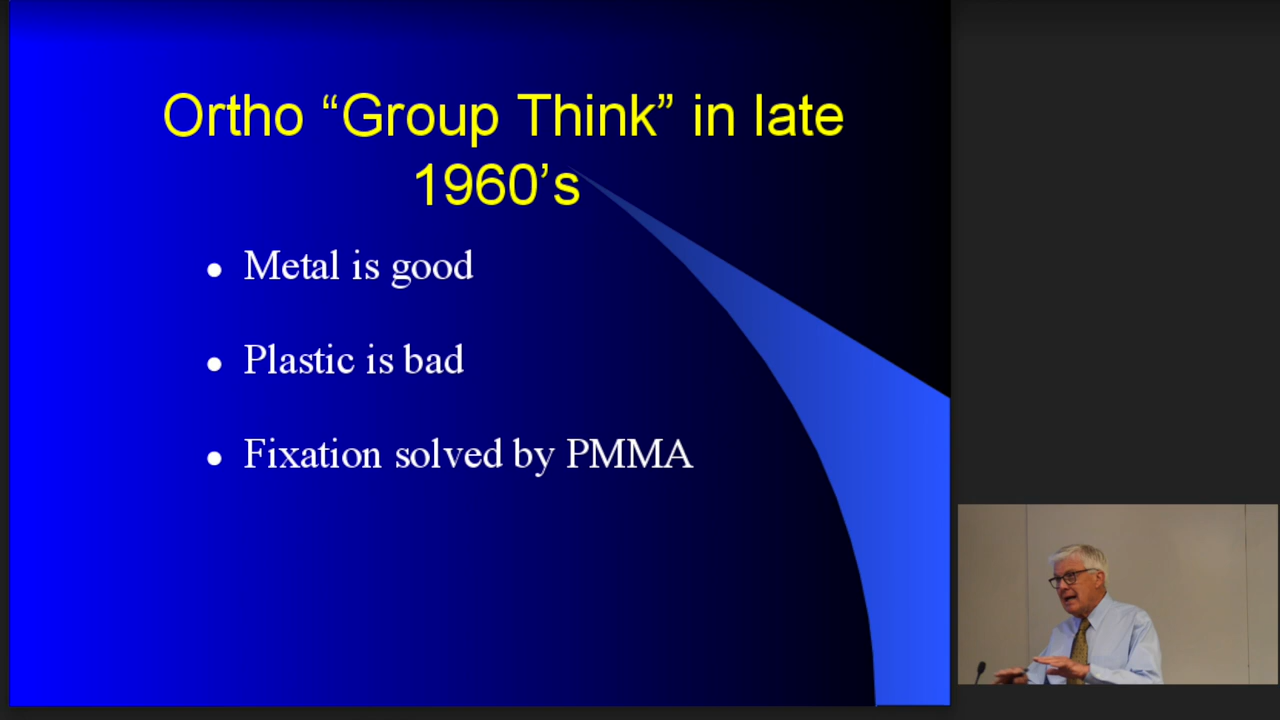 Ortho “Group Think” in late
1960’s
• Metal is good
• Plastic is bad
• Fixation solved by PMMA